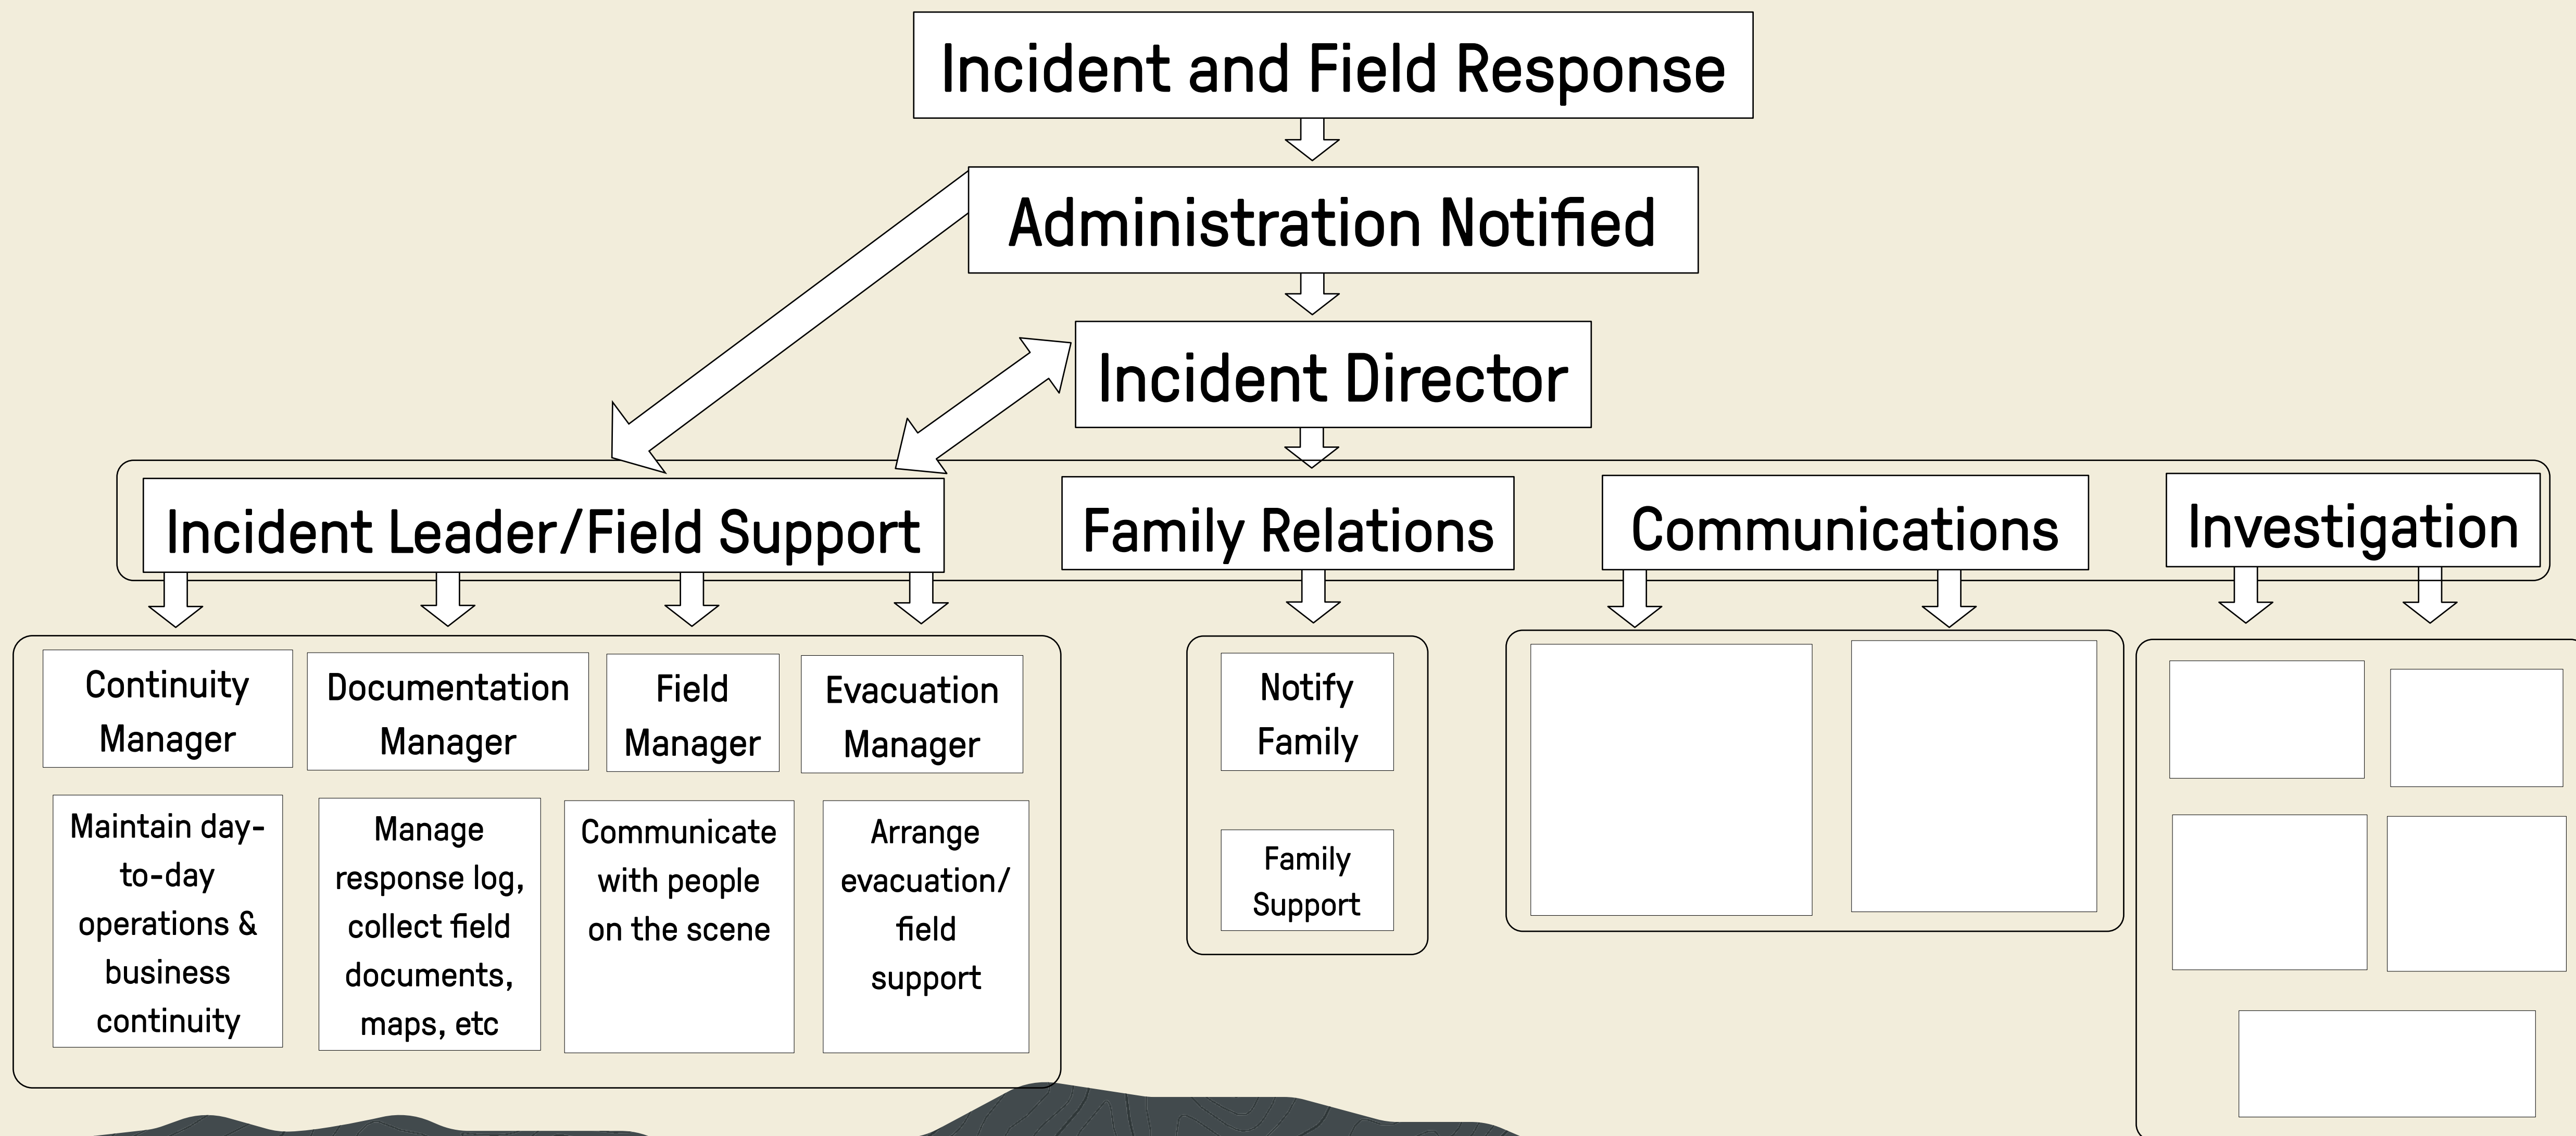 Incident and Field Response
Administration Notified
Incident Director
Incident Leader/Field Support
Family Relations
Communications
Investigation
Continuity
Manager
Documentation
Manager
Field
Manager
Evacuation
Manager
Notify
Family
Maintain day-
to-day
operations &
business
continuity
Manage
response log,
collect field
documents,
maps, etc
Communicate
with people
on the scene
Arrange
evacuation/
field
support
Family
Support